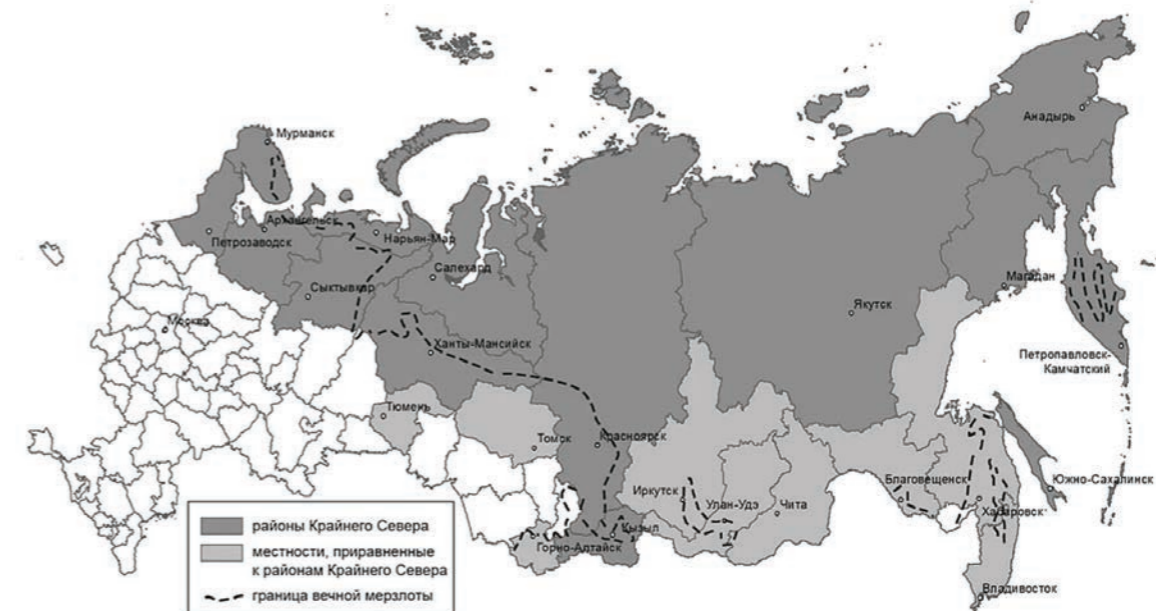 Анадырь
Мурманск
Архангельск
Нарьян-Мар
Петрозаводск
Салехард
Магадан
Сыктывкар
Якутск
Москва
Ханты-Мансийск
Петропавловск-
Камчатский
Тюмень
Томск
Красноярск
Иркутск
Улан-Удэ
Чита
Благовещенск
Южно-Сахалинск
Хабаровск
Кызыл
Горно-Алтайск
Владивосток
районы Крайнего Севера
местности, приравненные
к районам Крайнего Севера
граница вечной мерзлоты